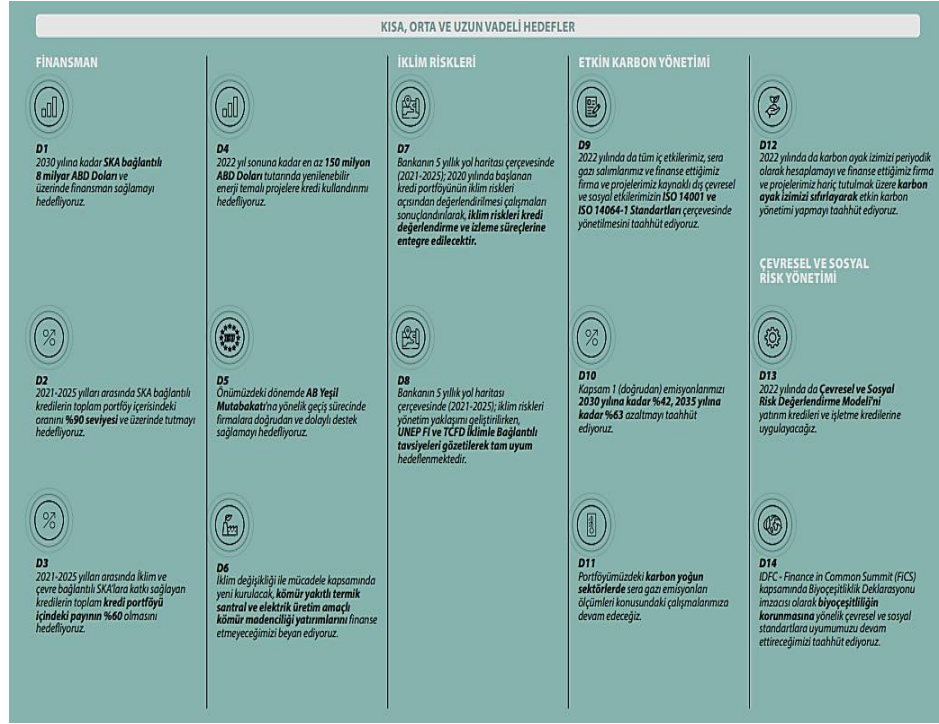 KISA, ORTA VE UZUN VADELİ HEDEFLER
FİNANSMAN
D1
2030 yılına kadar SKA bağlantılı
8 milyar ABD Doları ve
üzerinde finansman sağlamayı
hedefliyoruz.
D2
2021-2025 yılları arasında SKA bağlantılı
kredilerin toplam portföy içerisindeki
oranını %90 seviyesi ve üzerinde tutmayı
hedefliyoruz.
D3
2021-2025 yılları arasında İklim ve
çevre bağlantılı SKA'lara katkı sağlayan
kredilerin toplam kredi portföyü
içindeki payının %60 olmasını
hedefliyoruz.
D4
2022 yıl sonuna kadar en az 150 milyon
ABD Doları tutarında yenilenebilir
enerji temalı projelere kredi kullandırımı
hedefliyoruz.
D5
Önümüzdeki dönemde AB Yeşil
Mutabakatı'na yönelik geçiş sürecinde
firmalara doğrudan ve dolaylı destek
sağlamayı hedefliyoruz.
D6
İklim değişikliği ile mücadele kapsamında
yeni kurulacak, kömür yakıtlı termik
santral ve elektrik üretim amaçlı
kömür madenciliği yatırımlarını finanse
etmeyeceğimizi beyan ediyoruz.
İKLİM RİSKLERİ
D7
Bankanın 5 yıllık yol haritası çerçevesinde
(2021-2025); 2020 yılında başlanan
kredi portföyünün iklim riskleri
açısından değerlendirilmesi çalışmaları
sonuçlandırılarak, iklim riskleri kredi
değerlendirme ve izleme süreçlerine
entegre edilecektir.
D8
Bankanın 5 yıllık yol haritası
çerçevesinde (2021-2025); iklim riskleri
yönetim yaklaşımı geliştirilirken,
UNEP FI ve TCFD İklimle Bağlantılı
tavsiyeleri gözetilerek tam uyum
hedeflenmektedir.
ETKİN KARBON YÖNETİMİ
D9
2022 yılında da tüm iç etkilerimiz, sera
gazı salımlarımız ve finanse ettiğimiz
firma ve projelerimiz kaynaklı dış çevresel
ve sosyal etkilerimizin ISO 14001 ve
ISO 14064-1 Standartları çerçevesinde
yönetilmesini taahhüt ediyoruz.
D10
Kapsam 1 (doğrudan) emisyonlarımızı
2030 yılına kadar %42, 2035 yılına
kadar %63 azaltmayı taahhüt
ediyoruz.
D11
Portföyümüzdeki karbon yoğun
sektörlerde sera gazı emisyonları
ölçümleri konusundaki çalışmalarımıza
devam edeceğiz.
D12
2022 yılında da karbon ayak izimizi periyodik
olarak hesaplamayı ve finanse ettiğimiz firma
ve projelerimiz hariç tutulmak üzere karbon
ayak izimizi sıfırlayarak etkin karbon
yönetimi yapmayı taahhüt ediyoruz.
ÇEVRESEL VE SOSYAL
RİSK YÖNETİMİ
D13
2022 yılında da Çevresel ve Sosyal
Risk Değerlendirme Modeli'ni
yatırım kredileri ve işletme kredilerine
uygulayacağız.
D14
IDFC - Finance in Common Summit (FiCS)
kapsamında Biyoçeşitlilik Deklarasyonu
imzacısı olarak biyoçeşitliliğin
korunmasına yönelik çevresel ve sosyal
standartlara uyumumuzu devam
ettireceğimizi taahhüt ediyoruz.